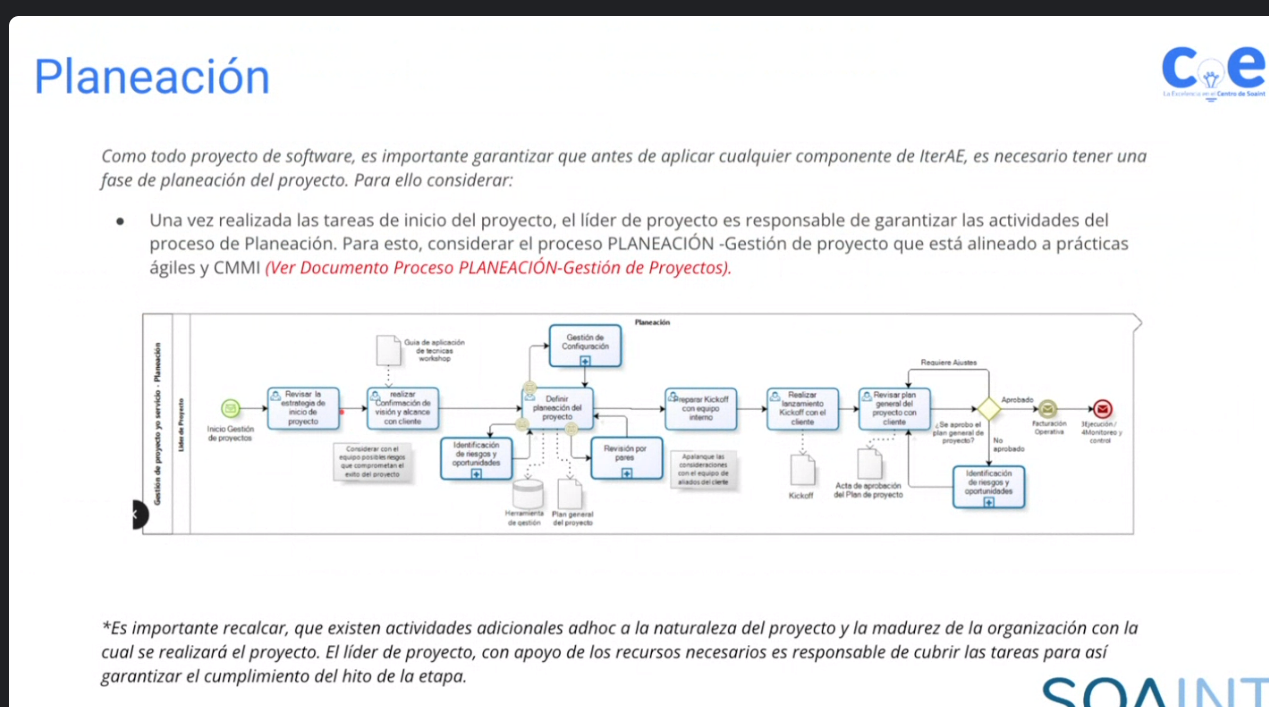 Planeación
Coe
La Excelencia en el Centro de Soaint
Como todo proyecto de software, es importante garantizar que antes de aplicar cualquier componente de IterAE, es necesario tener una
fase de planeación del proyecto. Para ello considerar:
Una vez realizada las tareas de inicio del proyecto, el líder de proyecto es responsable de garantizar las actividades del
proceso de Planeación. Para esto, considerar el proceso PLANEACIÓN -Gestión de proyecto que está alineado a prácticas
ágiles y CMMI (Ver Documento Proceso PLANEACIÓN-Gestión de Proyectos).
Planeación
Gestión de proyecto yo servicio - Planeación
Líder de Proyecto
Inicio Gestión
de proyectos
Revisar la
estrategia de
inicio de
proyecto
Guía de aplicación
de tecnicas
workshop
realizar
Confirmación de
visión y alcance
con cliente
Considerar con el
equipo posibles riesgos
que comprometan el
exito del proyecto
Gestión de
Configuración
Definir
planeación del
proyecto
Identificación
de riesgos y
oportunidades
Revisión por
pares
Herramienta
de gestión
Plan general
del proyecto
Preparar Kickoff
con equipo
interno
Apalanque las
consideraciones
con el equipo de
aliados del cliente
Realizar
lanzamiento
Kickoff con el
cliente
Kickoff
Revisar plan
general del
proyecto con
cliente
Acta de aprobación
del Plan de proyecto
Requiere Ajustes
¿Se aprobo el
plan general de
proyecto?
Aprobado
No
aprobado
Identificación
de riesgos y
oportunidades
Facturación
Operativa
3Ejecución /
4Monitoreo y
control
*Es importante recalcar, que existen actividades adicionales adhoc a la naturaleza del proyecto y la madurez de la organización con la
cual se realizará el proyecto. El líder de proyecto, con apoyo de los recursos necesarios es responsable de cubrir las tareas para así
garantizar el cumplimiento del hito de la etapa.
SOAINT